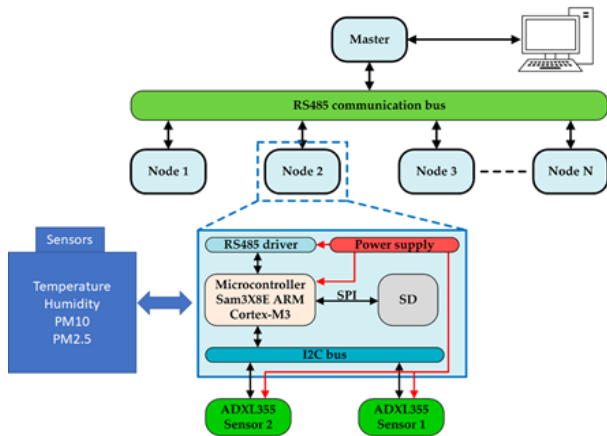 Master
RS485 communication bus
Node 1
Node 2
Node 3
Node N
Sensors
Temperature
Humidity
PM10
PM2.5
RS485 driver
Power supply
Microcontroller
Sam3X8E ARM
Cortex-M3
SPI
SD
I2C bus
ADXL355
Sensor 2
ADXL355
Sensor 1